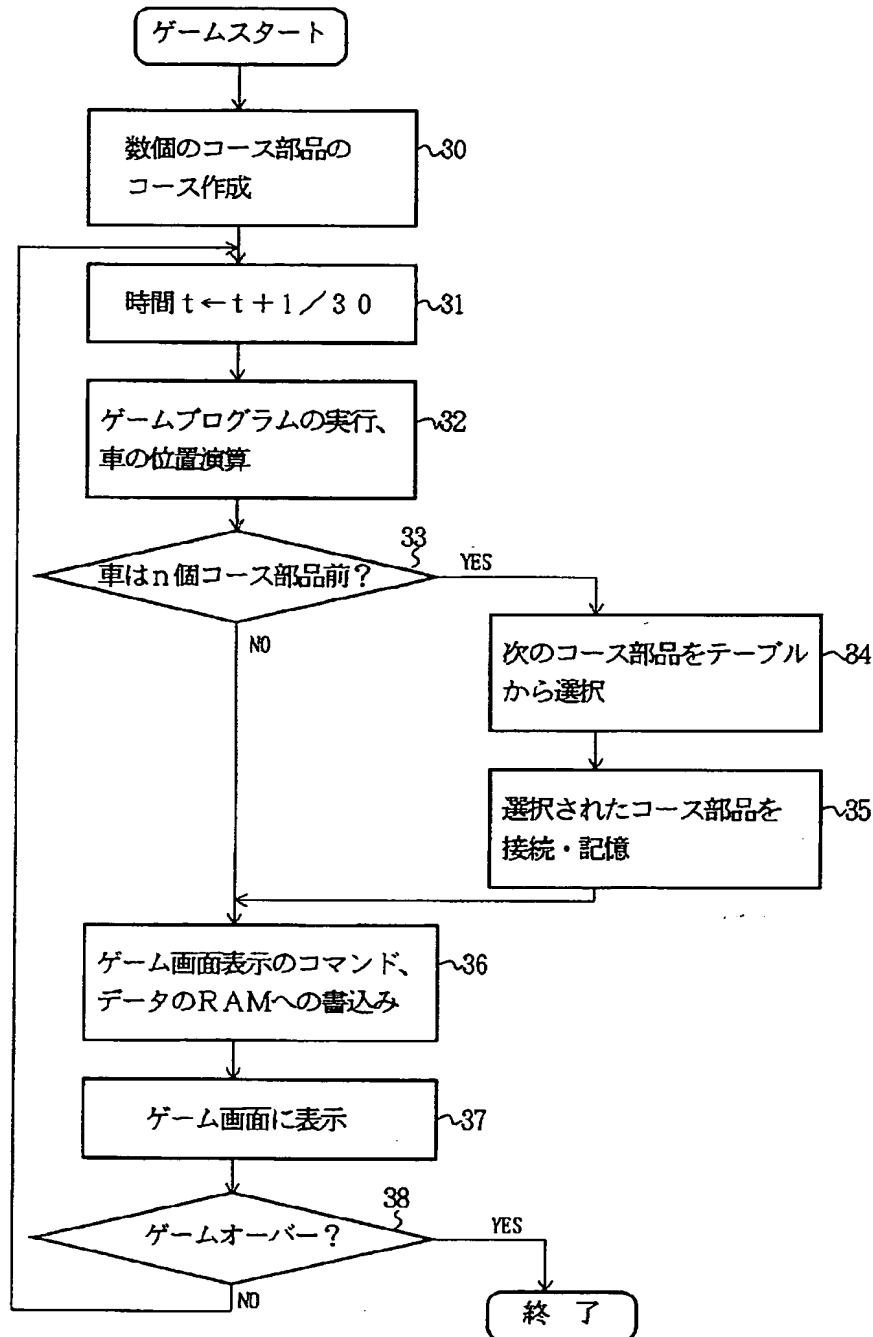 ゲームスタート
数個のコース部品の
コース作成
30
時間t←t+1/30
31
ゲームプログラムの実行、
車の位置演算
32
車はn個コース部品前?
33
YES
NO
次のコース部品をテーブル
から選択
34
選択されたコース部品を
接続・記憶
35
ゲーム画面表示のコマンド、
データのRAMへの書込み
36
ゲーム画面に表示
37
ゲームオーバー?
38
YES
NO
終 了